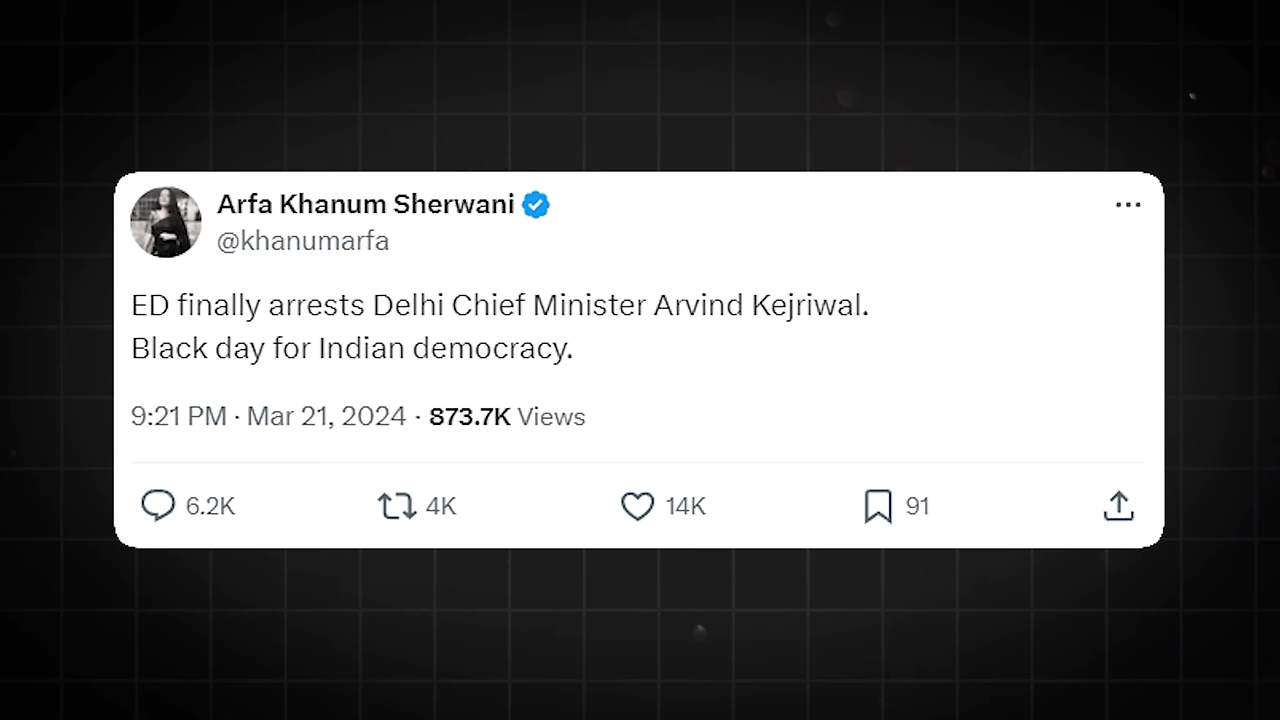 Arfa Khanum Sherwani
@khanumarfa
ED finally arrests Delhi Chief Minister Arvind Kejriwal.
Black day for Indian democracy.
9:21 PM · Mar 21, 2024 · 873.7K Views
6.2K 4K 14K 91